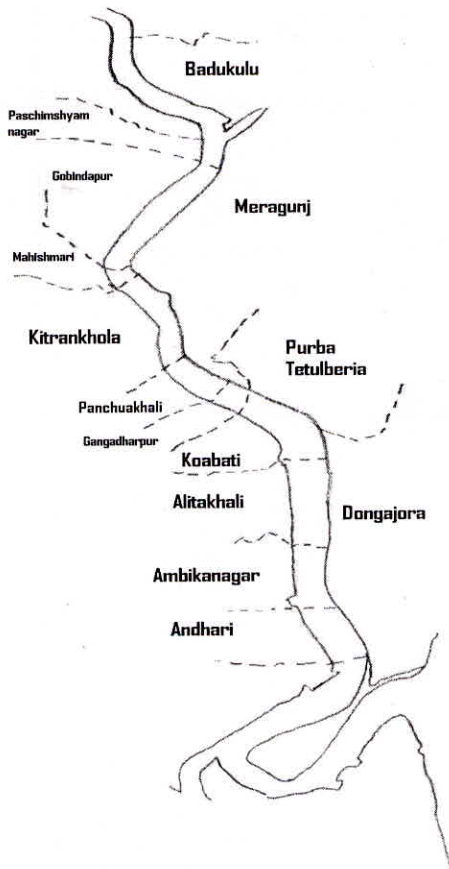 Badukulu
Paschimshyam
nagar
Gobindapur
Meragunj
Mahishmari
Kitrankhola
Purba
Tetulberia
Panchuakhali
Gangadharpur
Koabati
Alitakhali
Dongajora
Ambikanagar
Andhari